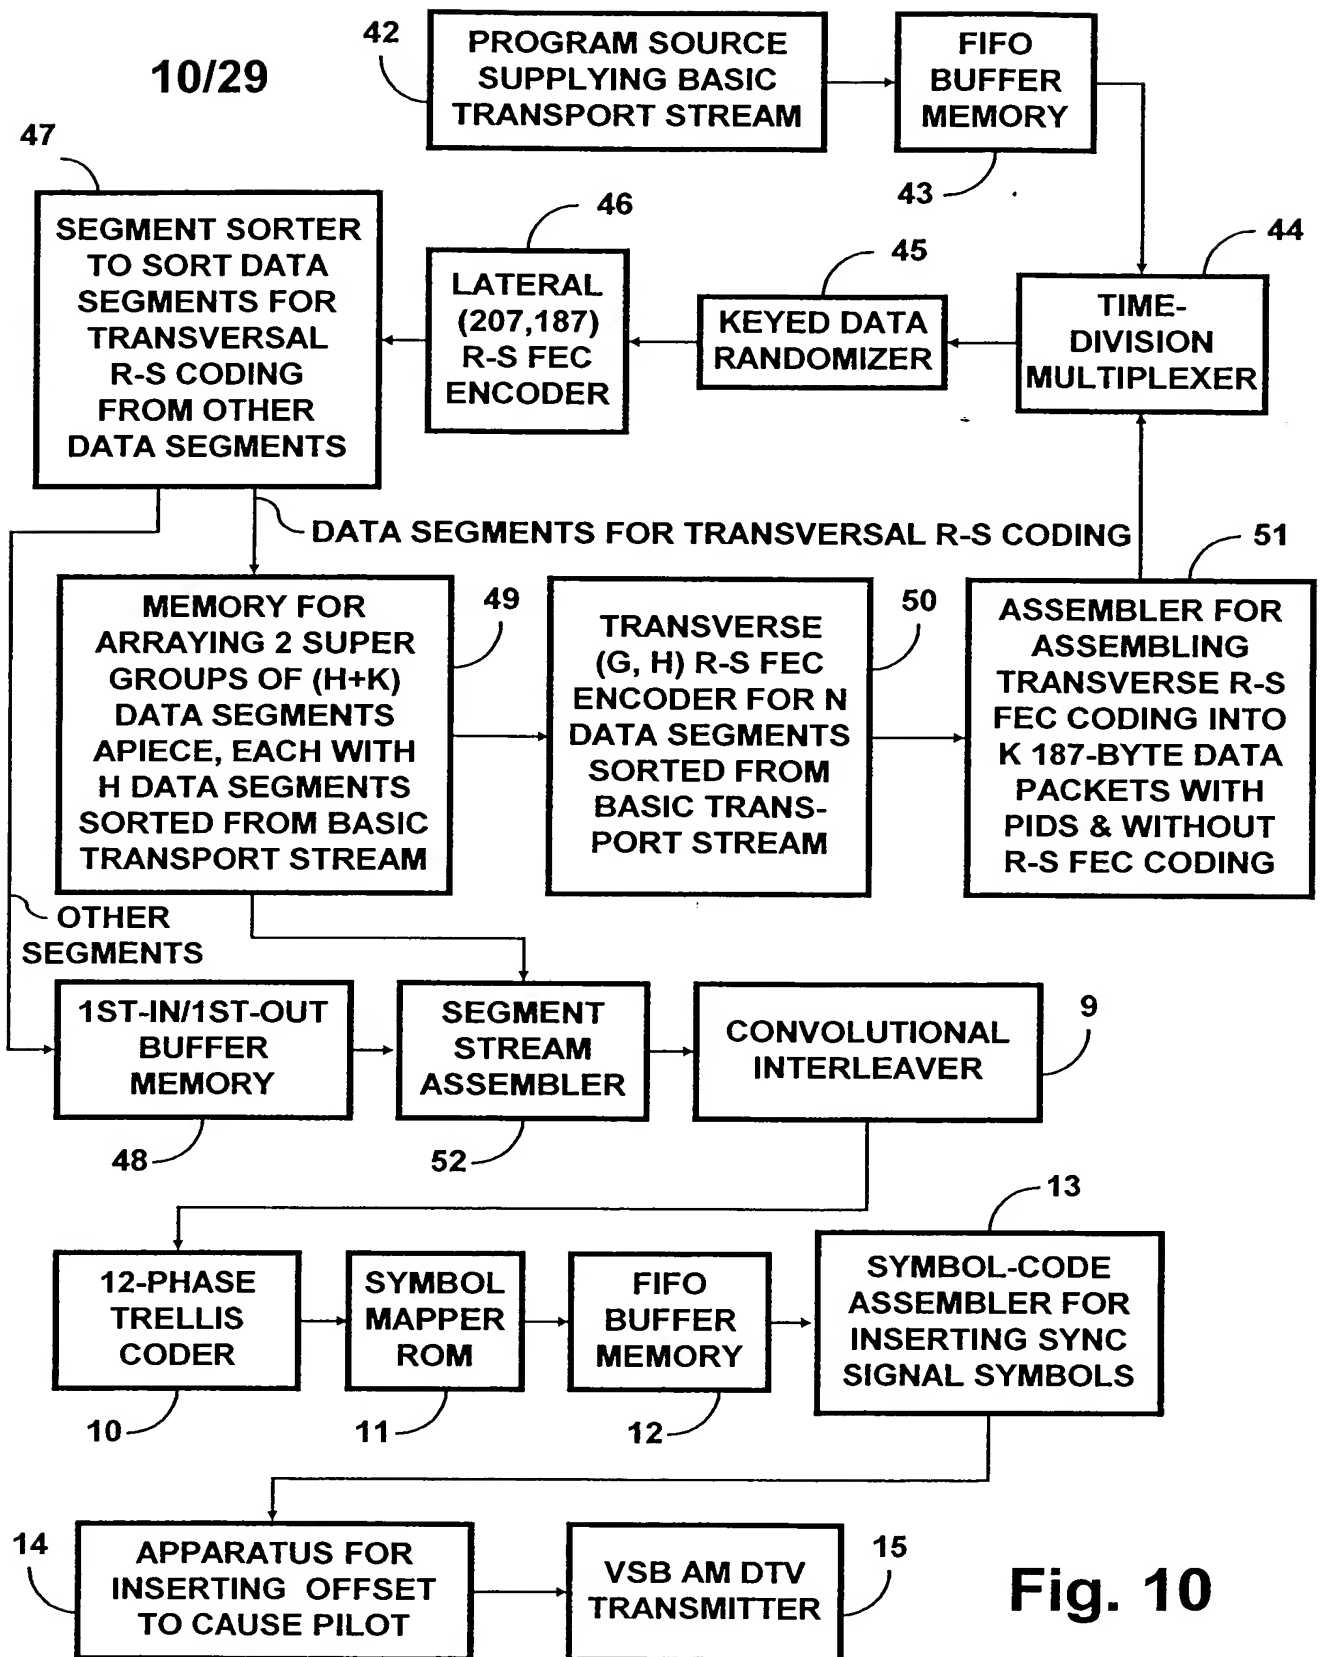 10/29
42
PROGRAM SOURCE
SUPPLYING BASIC
TRANSPORT STREAM
FIFO
BUFFER
MEMORY
43
47
SEGMENT SORTER
TO SORT DATA
SEGMENTS FOR
TRANSVERSAL
R-S CODING
FROM OTHER
DATA SEGMENTS
46
LATERAL
(207,187)
R-S FEC
ENCODER
45
KEYED DATA
RANDOMIZER
44
TIME-
DIVISION
MULTIPLEXER
DATA SEGMENTS FOR TRANSVERSAL R-S CODING
MEMORY FOR
ARRAYING 2 SUPER
GROUPS OF (H+K)
DATA SEGMENTS
APIECE, EACH WITH
H DATA SEGMENTS
SORTED FROM BASIC
TRANSPORT STREAM
49
TRANSVERSE
(G, H) R-S FEC
ENCODER FOR N
DATA SEGMENTS
SORTED FROM
BASIC TRANS-
PORT STREAM
50
51
ASSEMBLER FOR
ASSEMBLING
TRANSVERSE R-S
FEC CODING INTO
K 187-BYTE DATA
PACKETS WITH
PIDS & WITHOUT
R-S FEC CODING
OTHER
SEGMENTS
1ST-IN/1ST-OUT
BUFFER
MEMORY
48
SEGMENT
STREAM
ASSEMBLER
52
CONVOLUTIONAL
INTERLEAVER
9
12-PHASE
TRELLIS
CODER
10
SYMBOL
MAPPER
ROM
11
FIFO
BUFFER
MEMORY
12
13
SYMBOL-CODE
ASSEMBLER FOR
INSERTING SYNC
SIGNAL SYMBOLS
14
APPARATUS FOR
INSERTING OFFSET
TO CAUSE PILOT
VSB AM DTV
TRANSMITTER
15
Fig. 10